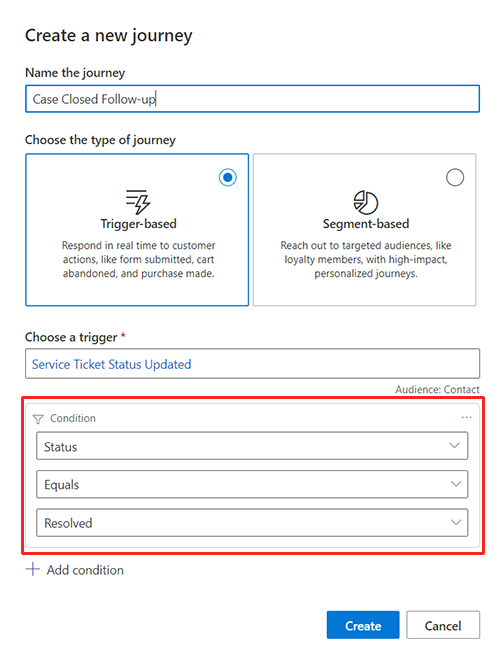 Create a new journey
Name the journey
Case Closed Follow-up
Choose the type of journey
Trigger-based
Respond in real time to customer
actions, like form submitted, cart
abandoned, and purchase made.
Segment-based
Reach out to targeted audiences, like
loyalty members, with high-impact,
personalized journeys.
Choose a trigger *
Service Ticket Status Updated
Audience: Contact
Condition
Status
Equals
Resolved
Add condition
Create
Cancel